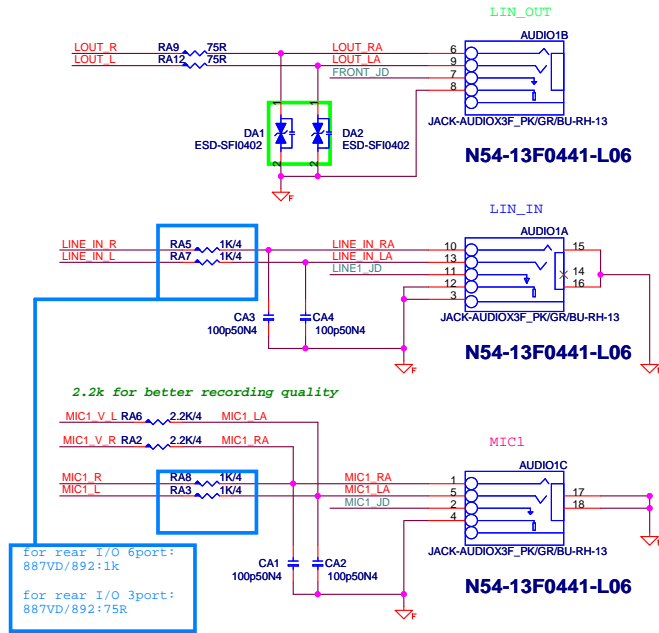 LIN_OUT
AUDIO1B
LOUT_R RA9 75R LOUT_RA 6
LOUT_L RA12 75R LOUT_LA 9
FRONT_JD 7
8
1 1
DA1 DA2
ESD-SFI0402 ESD-SFI0402
2 2
JACK-AUDIOX3F_PK/GR/BU-RH-13
N54-13F0441-L06
F
LIN_IN
AUDIO1A
LINE_IN_R RA5 1K/4 LINE_IN_RA 10 15
LINE_IN_L RA7 1K/4 LINE_IN_LA 13
LINE1_JD 11 14
12 16
3
CA3 CA4
100p50N4 100p50N4
JACK-AUDIOX3F_PK/GR/BU-RH-13
N54-13F0441-L06
F F
2.2k for better recording quality
MIC1_V_L RA6 2.2K/4 MIC1_LA
MIC1_V_R RA2 2.2K/4 MIC1_RA
MIC1
AUDIO1C
MIC1_R RA8 1K/4 MIC1_RA 1
MIC1_L RA3 1K/4 MIC1_LA 5 17
MIC1_JD 2 18
4
F
JACK-AUDIOX3F_PK/GR/BU-RH-13
CA1 CA2
100p50N4 100p50N4
N54-13F0441-L06
F
for rear I/O 6port:
887VD/892:1k
for rear I/O 3port:
887VD/892:75R